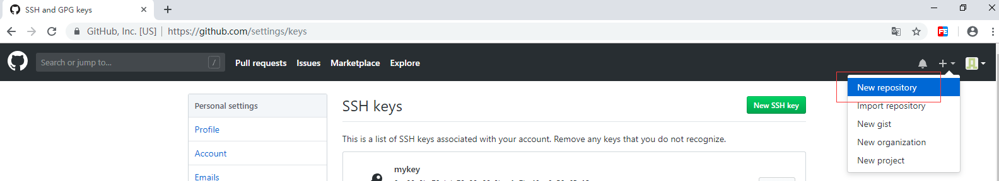 SSH and GPG keys
GitHub, Inc. [US] | https://github.com/settings/keys
Search or jump to... /
Pull requests Issues Marketplace Explore
New repository
Import repository
New gist
New organization
New project
Personal settings
Profile
Account
Emails
SSH keys
New SSH key
This is a list of SSH keys associated with your account. Remove any keys that you do not recognize.
mykey